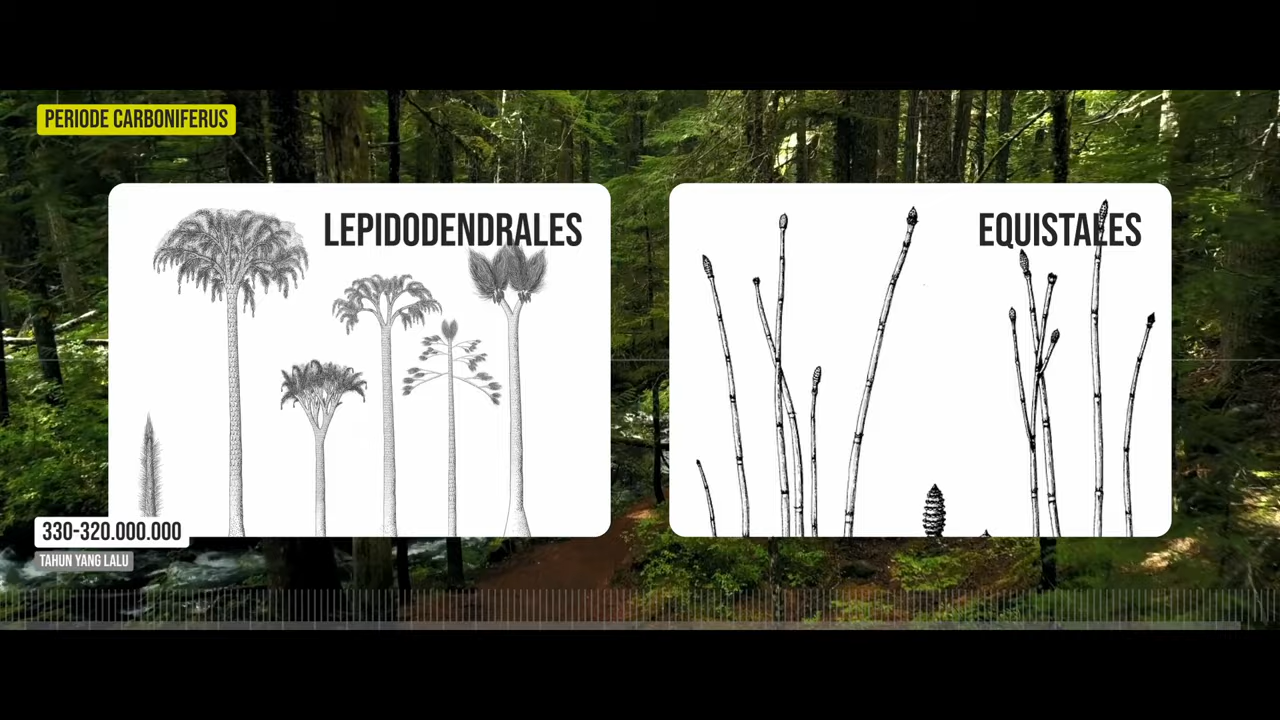 PERIODE CARBONIFERUS
LEPIDODENDRALES
EQUISTALES
330-320.000.000
TAHUN YANG LALU